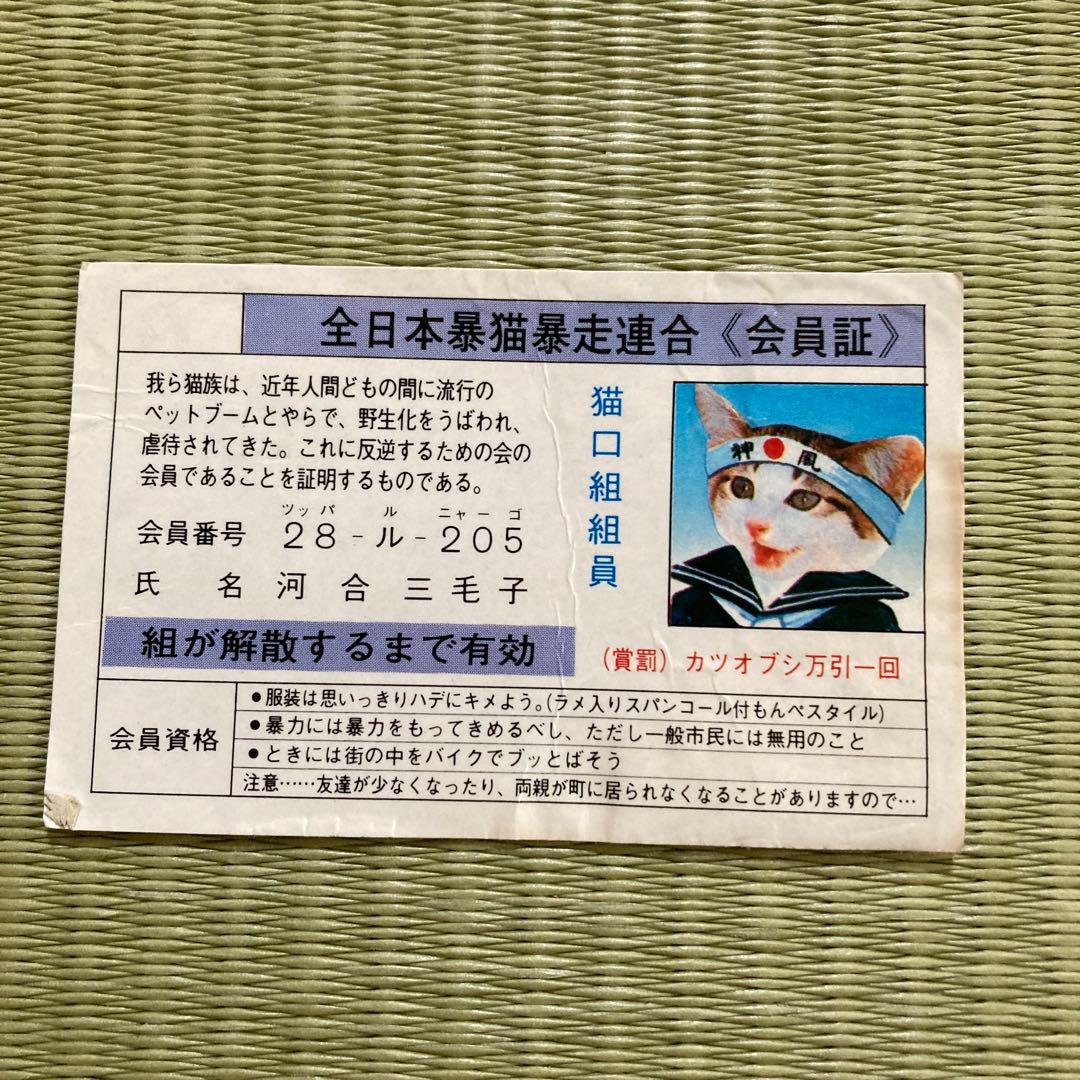 全日本暴猫暴走連合《会員証》
我ら猫族は、近年人間どもの間に流行の
ペットブームとやらで、野生化をうばわれ、
虐待されてきた。これに反逆するための会の
会員であることを証明するものである。
ツッパ ル ニャーゴ
会員番号 28-ル-205
氏名 河合三毛子
組が解散するまで有効
猫口組組員
神風
(賞罰) カツオブシ万引一回
会員資格
●服装は思いっきりハデにキメよう。(ラメ入りスパンコール付もんぺスタイル)
●暴力には暴力をもってきめるべし、ただし一般市民には無用のこと
●ときには街の中をバイクでブッとばそう
注意……友達が少なくなったり、両親が町に居られなくなることがありますので…